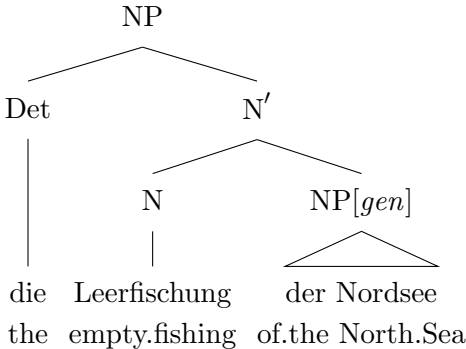 NP
Det N′
N NP[gen]
die Leerfischung der Nordsee
the empty.fishing of.the North.Sea